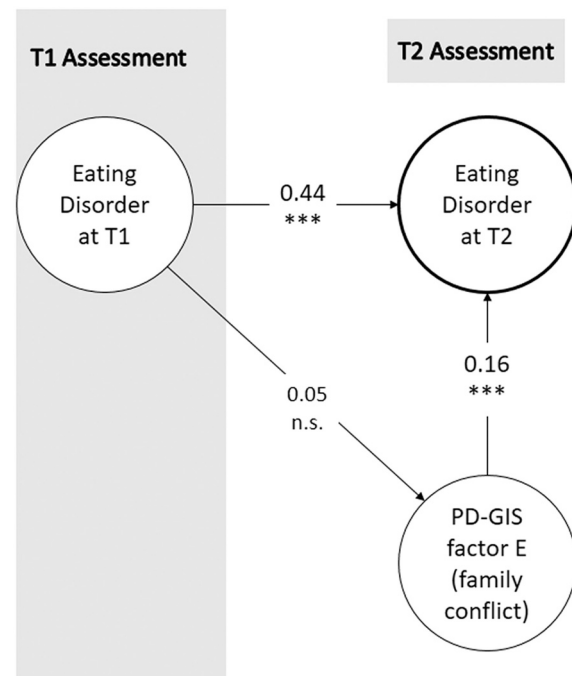 T1 Assessment
T2 Assessment
Eating
Disorder
at T1
0.44
***
Eating
Disorder
at T2
0.05
n.s.
0.16
***
PD-GIS
factor E
(family
conflict)